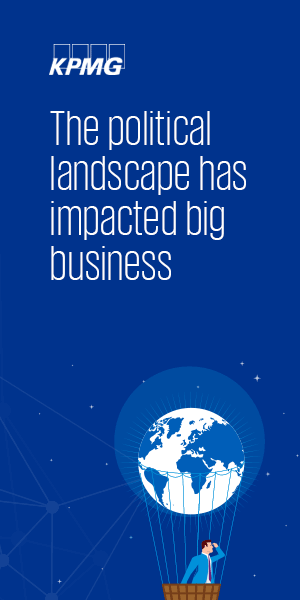 KPMG
The political
landscape has
impacted big
business